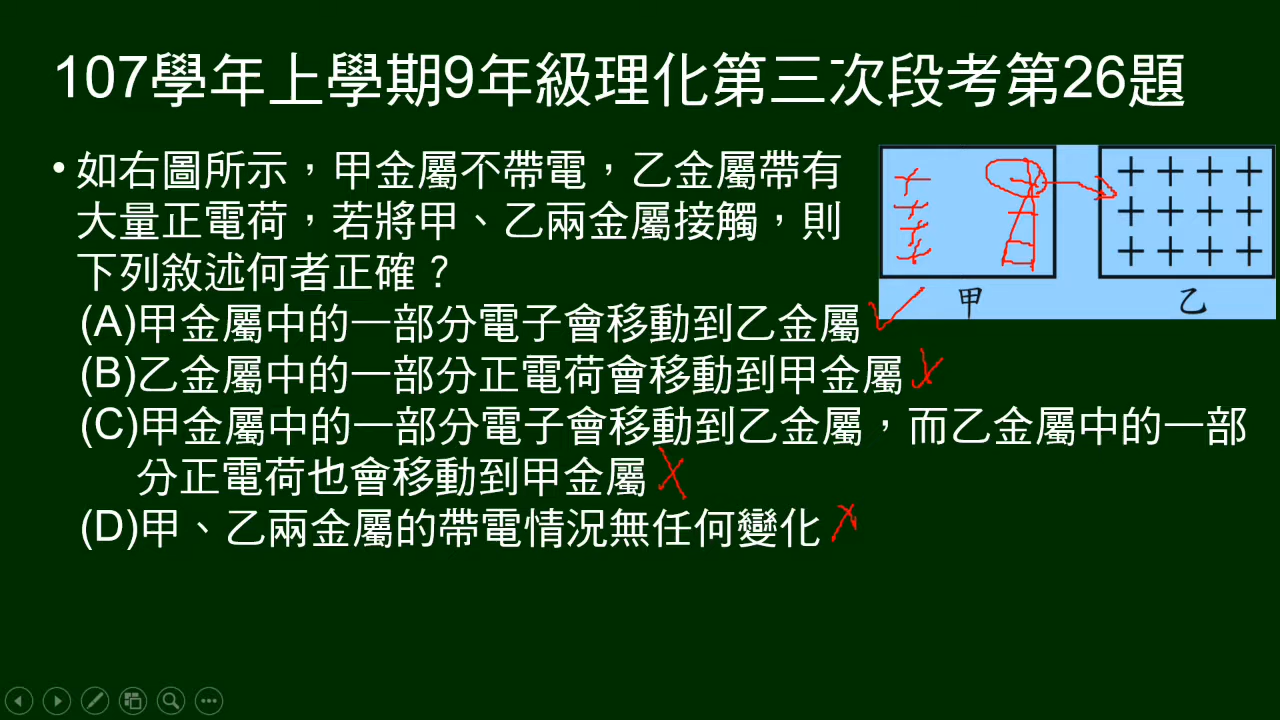 107學年上學期9年級理化第三次段考第26題
• 如右圖所示，甲金屬不帶電，乙金屬帶有
大量正電荷，若將甲、乙兩金屬接觸，則
下列敘述何者正確？
(A)甲金屬中的一部分電子會移動到乙金屬
(B)乙金屬中的一部分正電荷會移動到甲金屬
(C)甲金屬中的一部分電子會移動到乙金屬，而乙金屬中的一部
分正電荷也會移動到甲金屬
(D)甲、乙兩金屬的帶電情況無任何變化
+ + + +
+ + + +
+ + + +
甲 乙